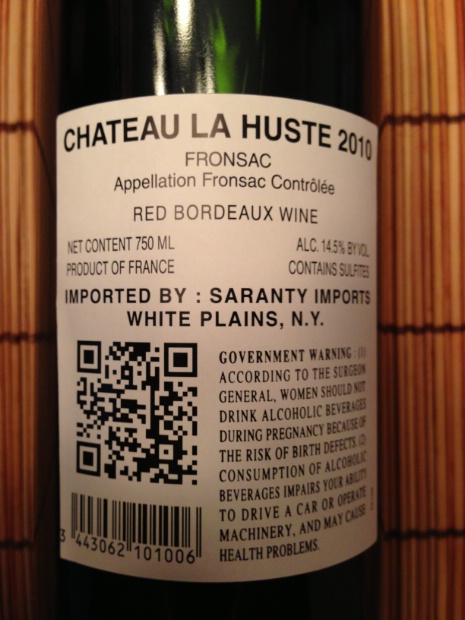 CHATEAU LA HUSTE 2010
FRONSAC
Appellation Fronsac Contrôlée
RED BORDEAUX WINE
NET CONTENT 750 ML
ALC. 14.5% BY VOL
PRODUCT OF FRANCE
CONTAINS SULFITES
IMPORTED BY : SARANTY IMPORTS
WHITE PLAINS, N.Y.
GOVERNMENT WARNING : (1)
ACCORDING TO THE SURGEON
GENERAL, WOMEN SHOULD NOT
DRINK ALCOHOLIC BEVERAGES
DURING PREGNANCY BECAUSE OF
THE RISK OF BIRTH DEFECTS. (2)
CONSUMPTION OF ALCOHOLIC
BEVERAGES IMPAIRS YOUR ABILITY
TO DRIVE A CAR OR OPERATE
MACHINERY, AND MAY CAUSE
HEALTH PROBLEMS.
3 443062 101006